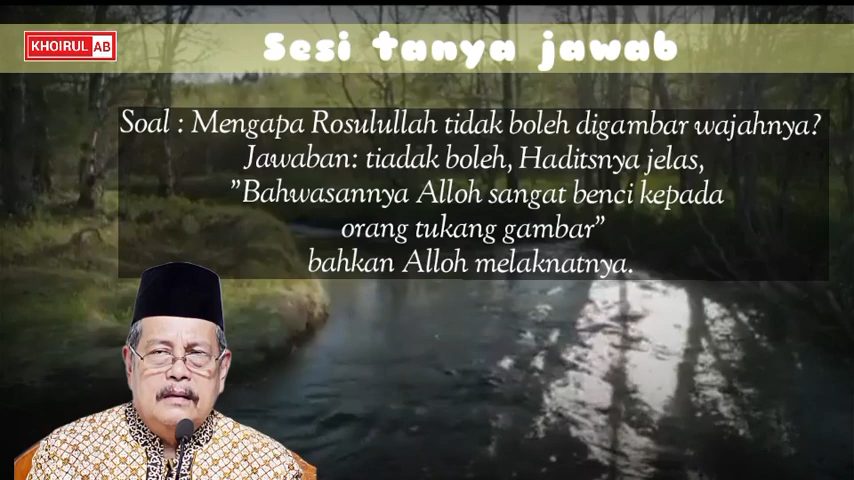 KHOIRUL AB
Sesi tanya jawab
Soal : Mengapa Rosulullah tidak boleh digambar wajahnya?
Jawaban: tiadak boleh, Haditsnya jelas,
"Bahwasannya Alloh sangat benci kepada
orang tukang gambar"
bahkan Alloh melaknatnya.